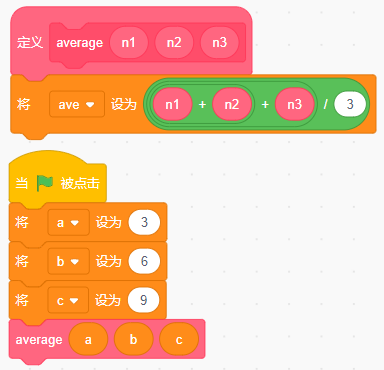 定义 average n1 n2 n3
将 ave 设为 n1 + n2 + n3 / 3
当 被点击
将 a 设为 3
将 b 设为 6
将 c 设为 9
average a b c